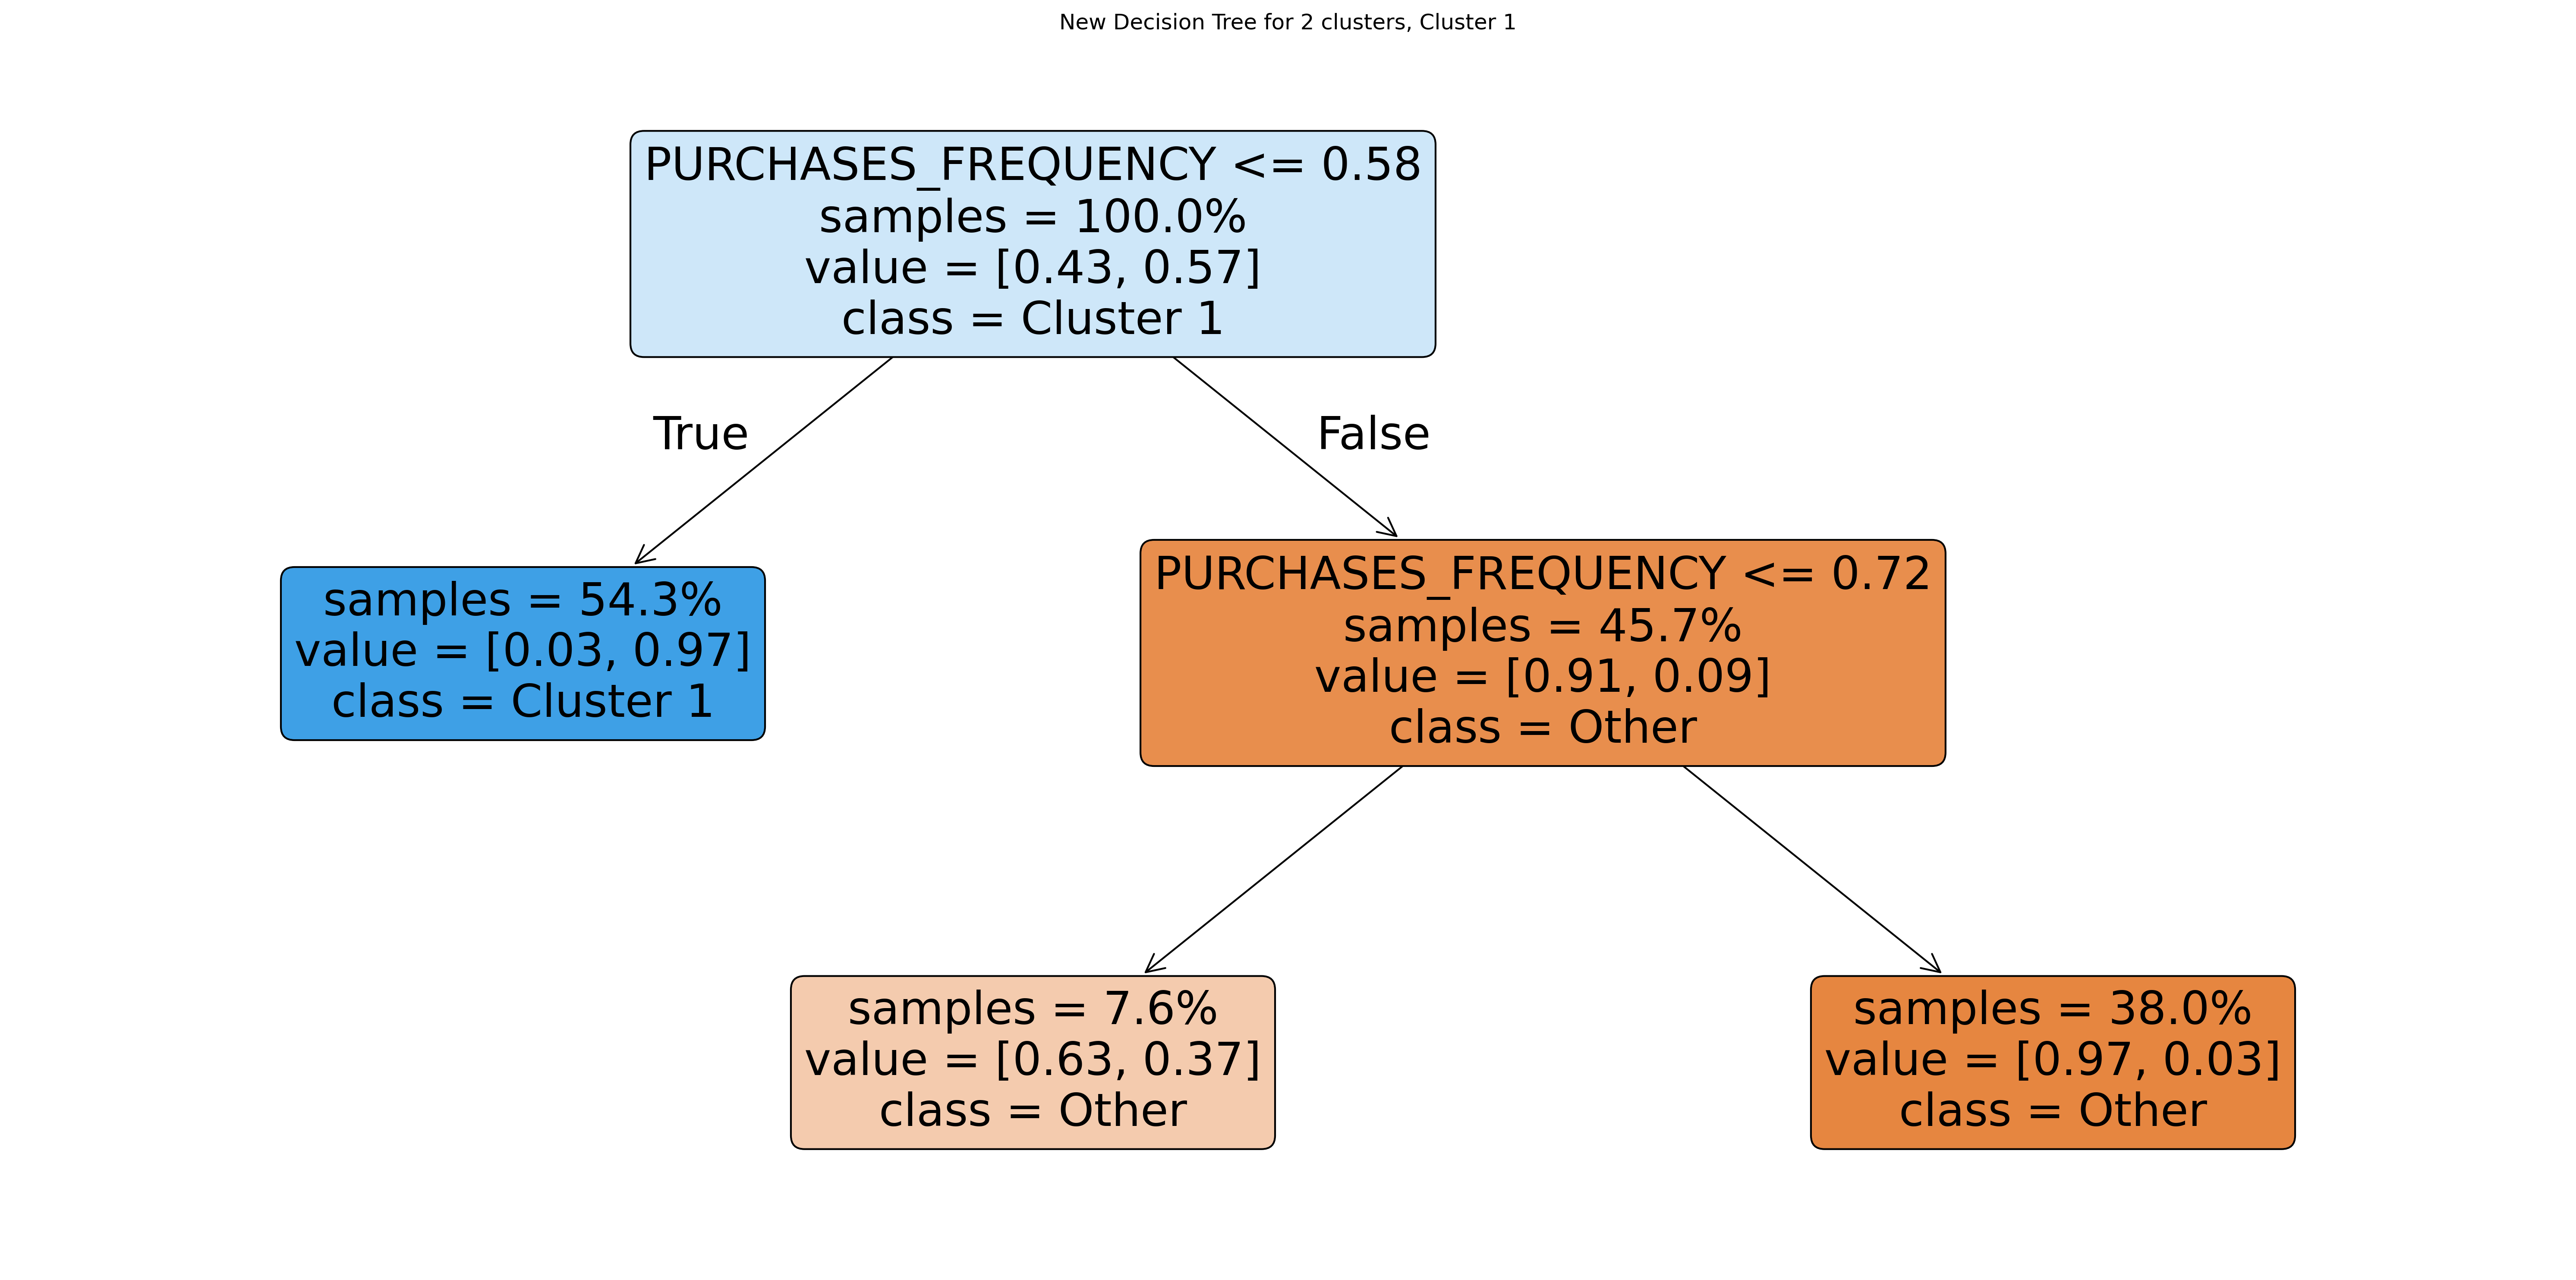 New Decision Tree for 2 clusters, Cluster 1
PURCHASES_FREQUENCY <= 0.58
samples = 100.0%
value = [0.43, 0.57]
class = Cluster 1
True
False
samples = 54.3%
value = [0.03, 0.97]
class = Cluster 1
PURCHASES_FREQUENCY <= 0.72
samples = 45.7%
value = [0.91, 0.09]
class = Other
samples = 7.6%
value = [0.63, 0.37]
class = Other
samples = 38.0%
value = [0.97, 0.03]
class = Other